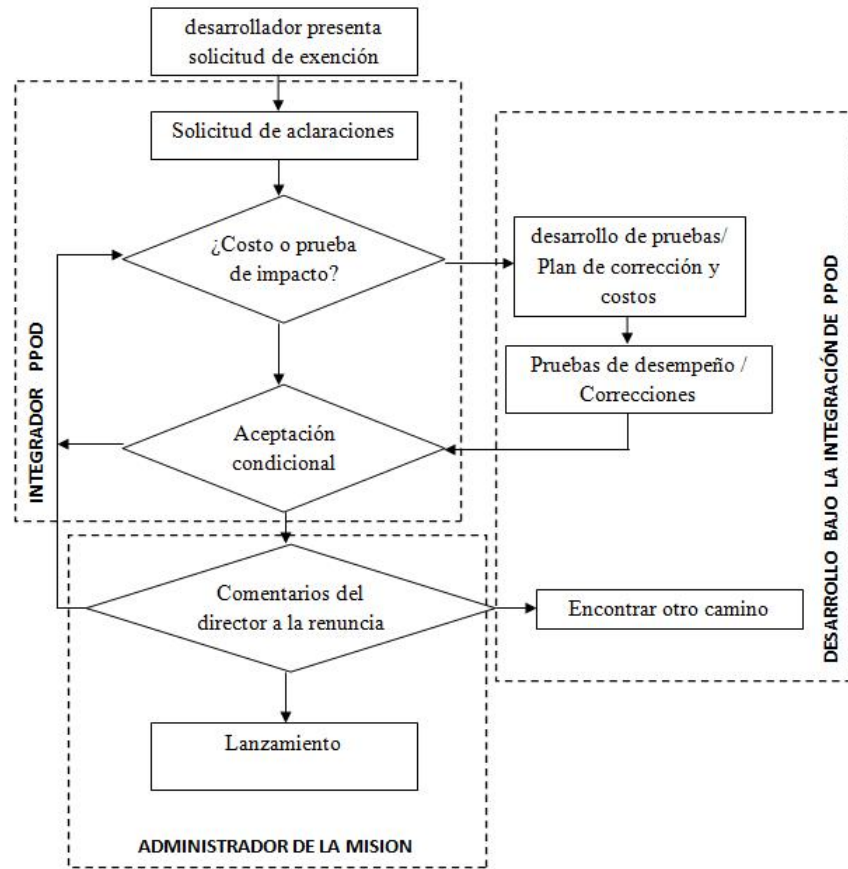 desarrollador presenta
solicitud de exención
Solicitud de aclaraciones
¿Costo o prueba
de impacto?
desarrollo de pruebas/
Plan de corrección y
costos
Pruebas de desempeño /
Correcciones
Aceptación
condicional
INTEGRADOR PPOD
Comentarios del
director a la renuncia
Encontrar otro camino
DESARROLLO BAJO LA INTEGRACIÓN DE PPOD
Lanzamiento
ADMINISTRADOR DE LA MISION